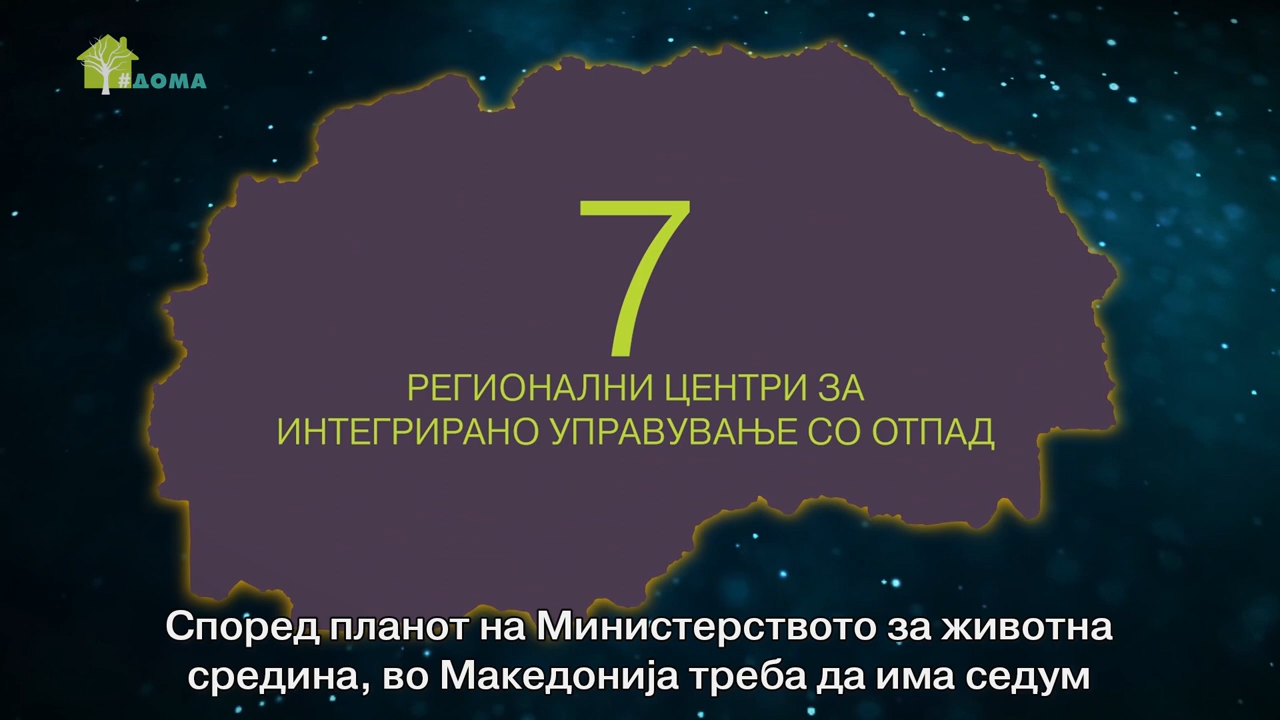 #ДОМА
7
РЕГИОНАЛНИ ЦЕНТРИ ЗА
ИНТЕГРИРАНО УПРАВУВАЊЕ СО ОТПАД
Според планот на Министерството за животна
средина, во Македонија треба да има седум